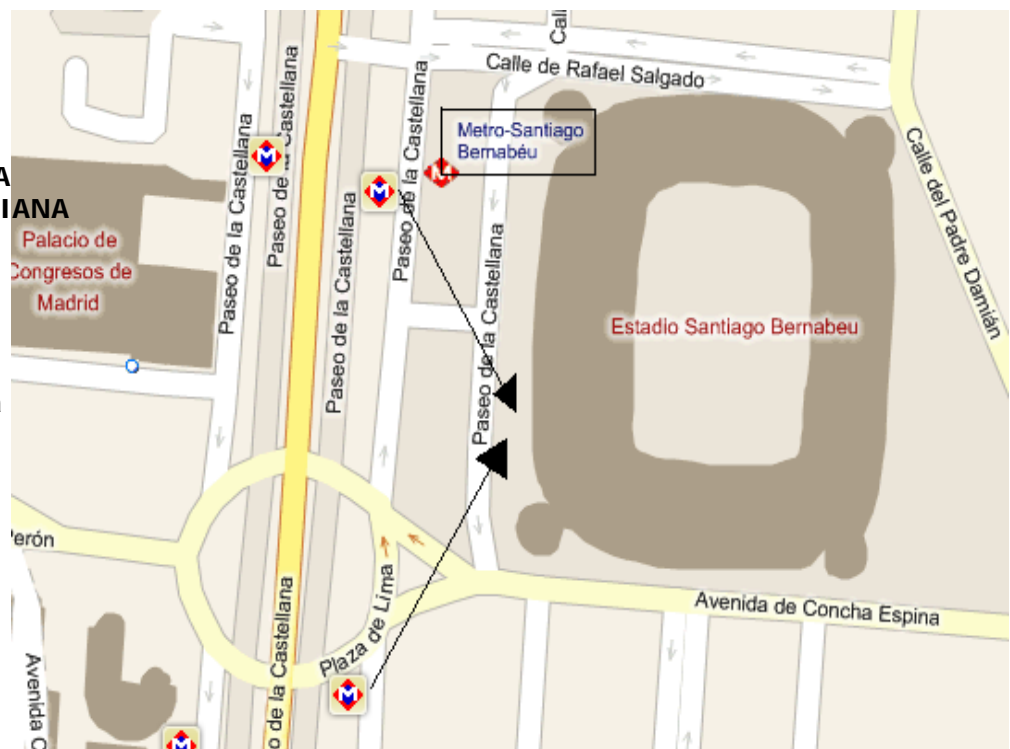 Calle de Rafael Salgado
Paseo de la Castellana
Paseo de la Castellana
Paseo de la Castellana
Paseo de la Castellana
Paseo de la Castellana
Metro-Santiago
Bernabéu
A
IANA
Palacio de
Congresos de
Madrid
Calle del Padre Damián
Estadio Santiago Bernabeu
Perón
Plaza de Lima
Avenida de Concha Espina
o de la Castellana
Avenida